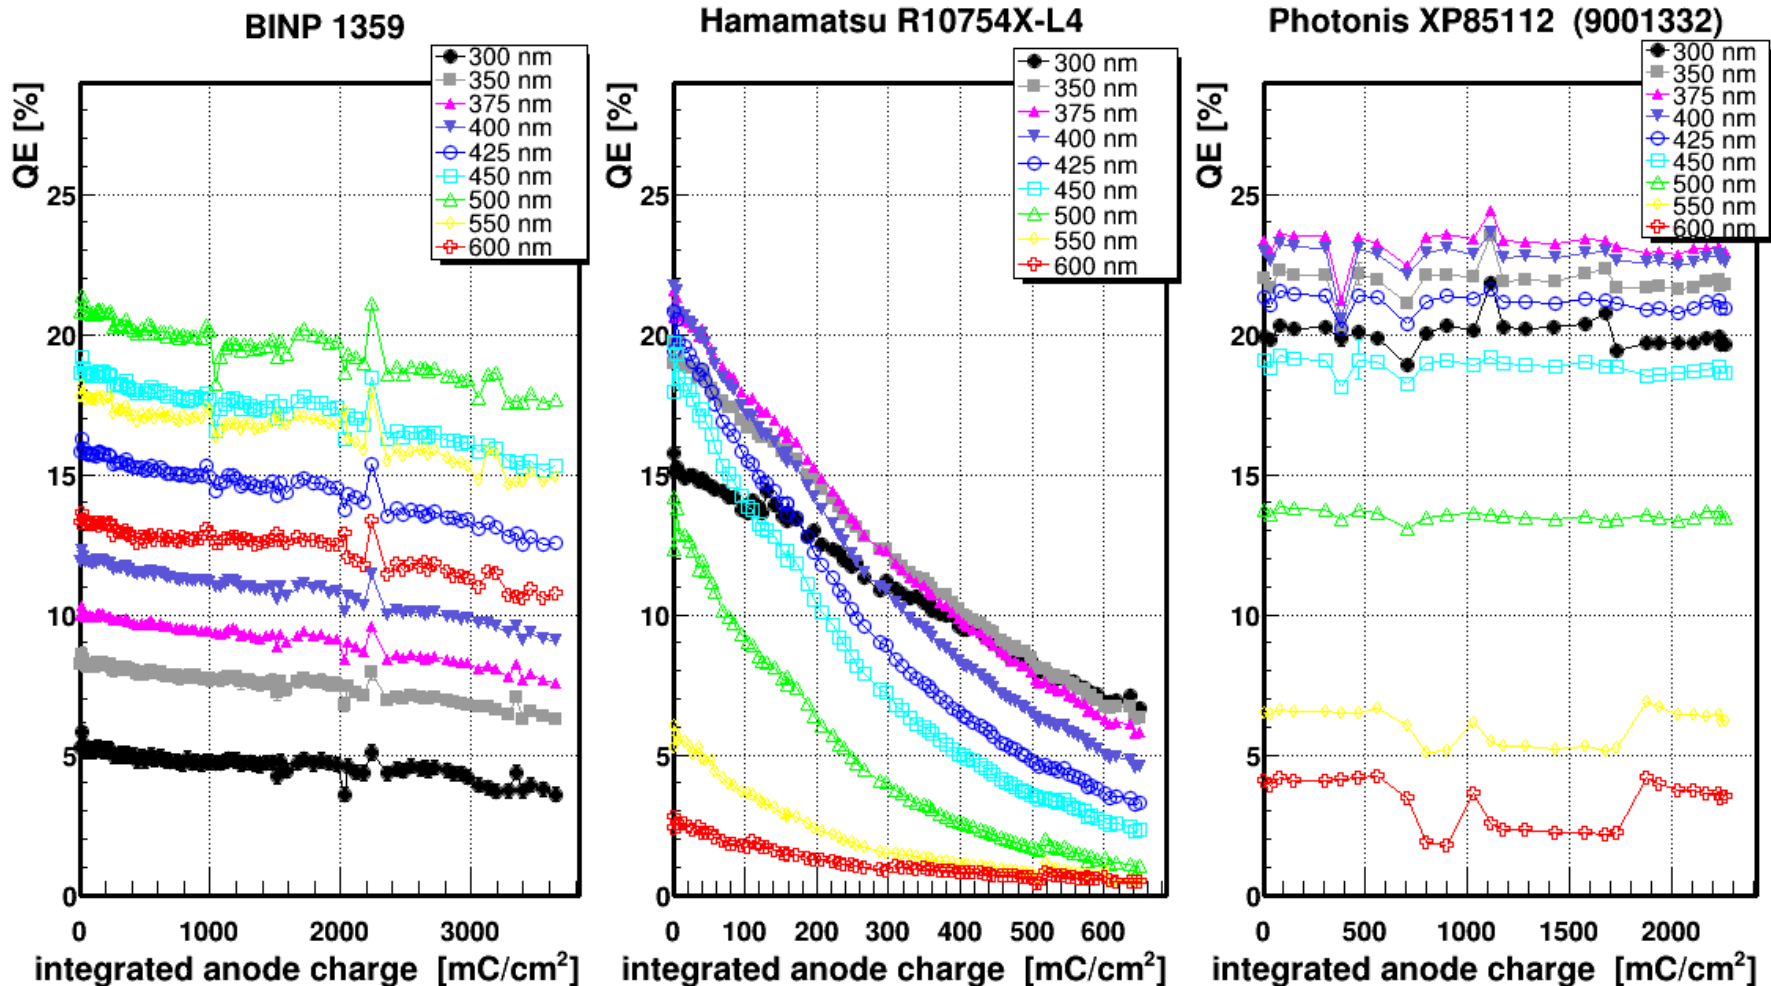 BINP 1359
QE [%]
300 nm
350 nm
375 nm
400 nm
425 nm
450 nm
500 nm
550 nm
600 nm
25
20
15
10
5
0
0 1000 2000 3000
integrated anode charge [mC/cm²]
Hamamatsu R10754X-L4
QE [%]
300 nm
350 nm
375 nm
400 nm
425 nm
450 nm
500 nm
550 nm
600 nm
25
20
15
10
5
0
0 100 200 300 400 500 600
integrated anode charge [mC/cm²]
Photonis XP85112 (9001332)
QE [%]
300 nm
350 nm
375 nm
400 nm
425 nm
450 nm
500 nm
550 nm
600 nm
25
20
15
10
5
0
0 500 1000 1500 2000
integrated anode charge [mC/cm²]